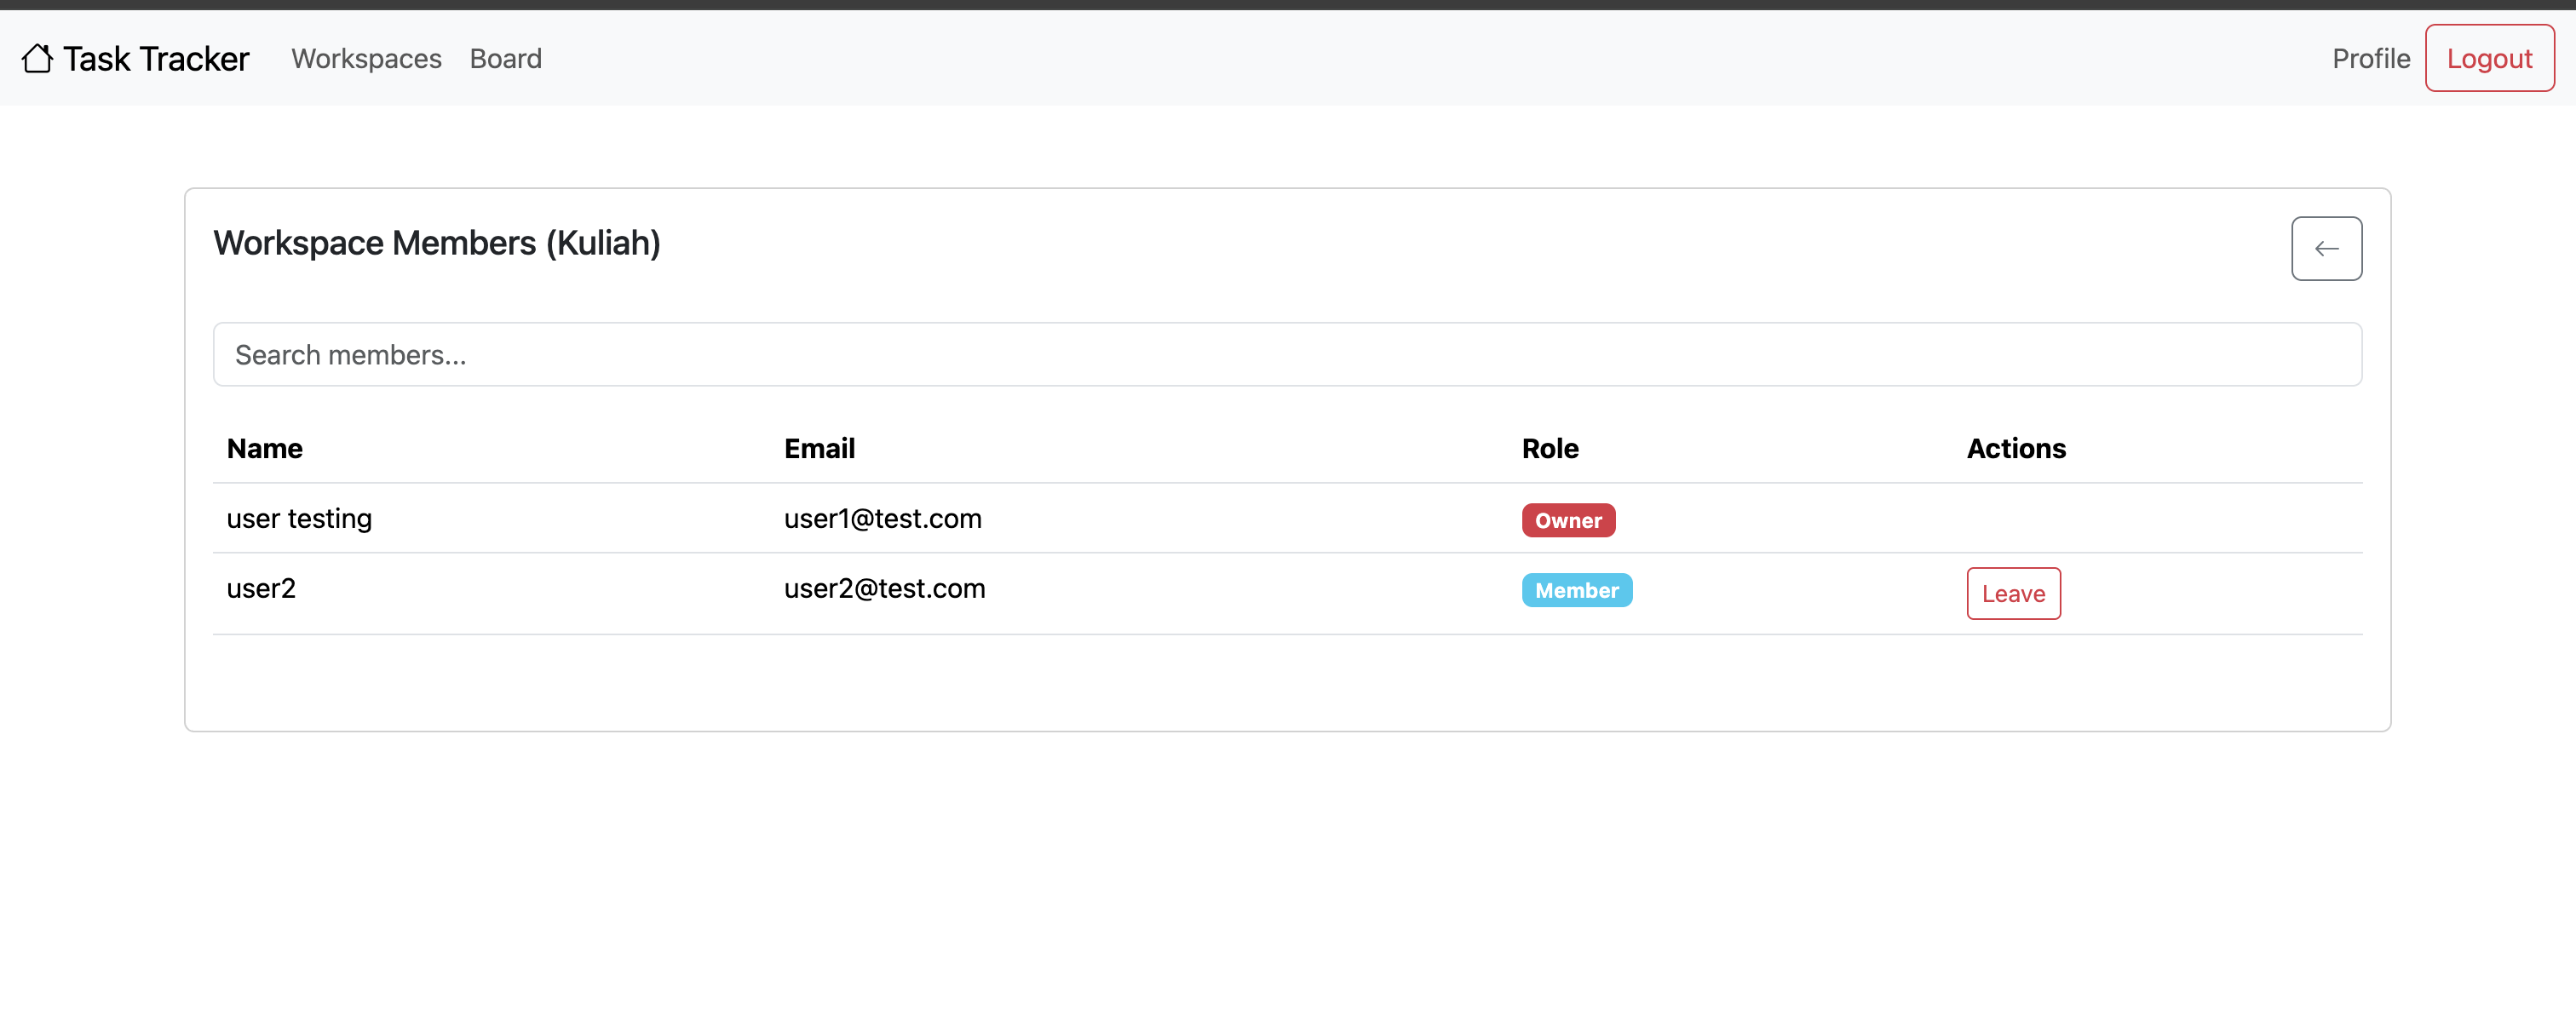 Task Tracker Workspaces Board Profile Logout
Workspace Members (Kuliah)
Search members...
Name Email Role Actions
user testing user1@test.com Owner
user2 user2@test.com Member Leave